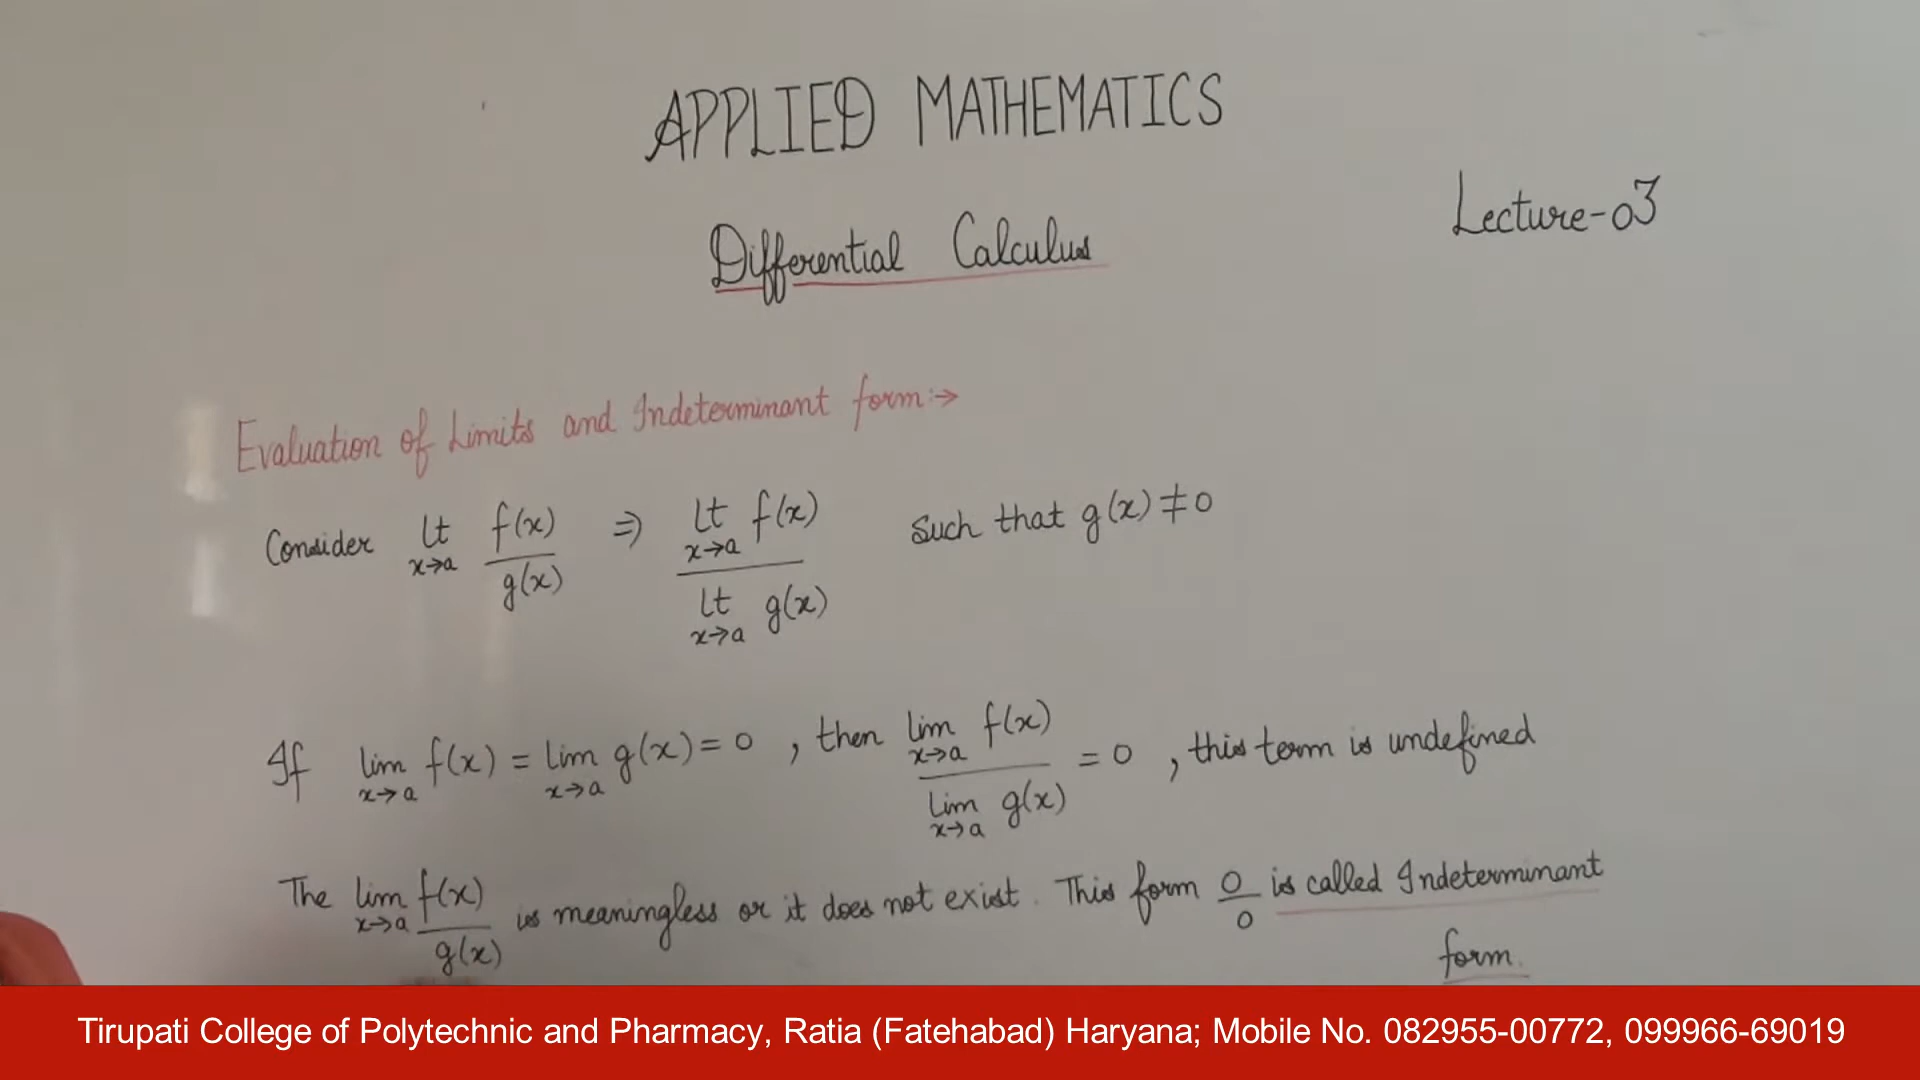 APPLIED MATHEMATICS
Differential Calculus
Lecture-03
Evaluation of Limits and Indeterminant form:→
Consider lt x→a f(x)/g(x) ⇒ lt x→a f(x) / lt x→a g(x) such that g(x)≠0
If lim x→a f(x) = lim x→a g(x) = 0 , then lim x→a f(x) / lim x→a g(x) = 0 , this term is undefined
The lim x→a f(x)/g(x) is meaningless or it does not exist. This form 0/0 is called Indeterminant
form.
Tirupati College of Polytechnic and Pharmacy, Ratia (Fatehabad) Haryana; Mobile No. 082955-00772, 099966-69019